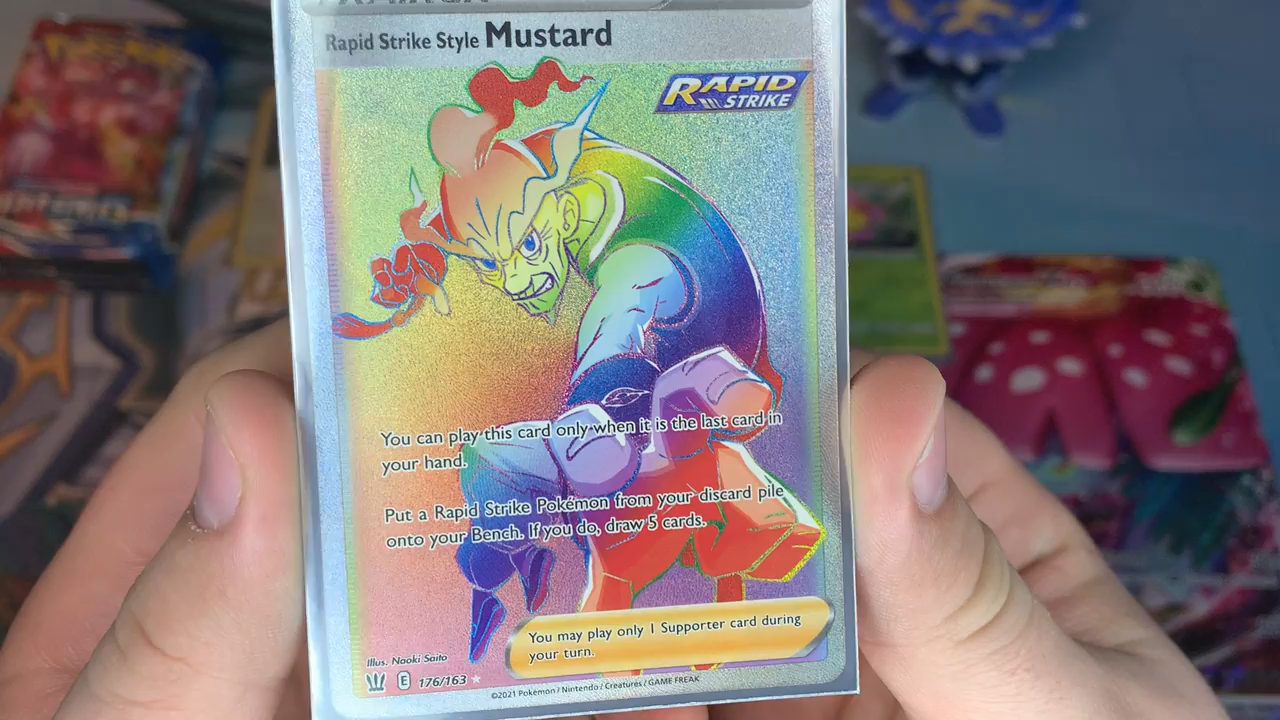 Rapid Strike Style Mustard
RAPID
STRIKE
Pokémon
You can play this card only when it is the last card in
your hand.
Put a Rapid Strike Pokémon from your discard pile
onto your Bench. If you do, draw 5 cards.
You may play only 1 Supporter card during
your turn.
Illus. Naoki Saito
E 176/163
©2021 Pokémon / Nintendo / Creatures / GAME FREAK